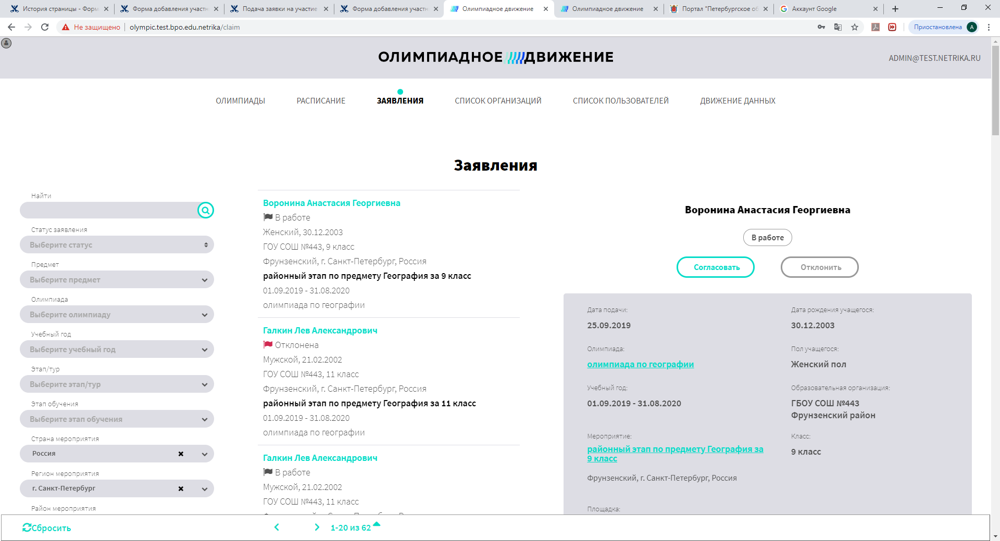 История страницы - Форм
Форма добавления участн
Подача заявки на участие
Форма добавления участн
Олимпиадное движение
Олимпиадное движение
Портал "Петербургское об
Аккаунт Google
Не защищено
olympic.test.bpo.edu.netrika/claim
Приостановлена
А
ОЛИМПИАДНОЕ ДВИЖЕНИЕ
ADMIN@TEST.NETRIKA.RU
ОЛИМПИАДЫ
РАСПИСАНИЕ
ЗАЯВЛЕНИЯ
СПИСОК ОРГАНИЗАЦИЙ
СПИСОК ПОЛЬЗОВАТЕЛЕЙ
ДВИЖЕНИЕ ДАННЫХ
Заявления
Найти
Статус заявления
Выберите статус
Предмет
Выберите предмет
Олимпиада
Выберите олимпиаду
Учебный год
Выберите учебный год
Этап/тур
Выберите этап/тур
Этап обучения
Выберите этап обучения
Страна мероприятия
Россия
Регион мероприятия
г. Санкт-Петербург
Район мероприятия
Воронина Анастасия Георгиевна
В работе
Женский, 30.12.2003
ГОУ СОШ №443, 9 класс
Фрунзенский, г. Санкт-Петербург, Россия
районный этап по предмету География за 9 класс
01.09.2019 - 31.08.2020
олимпиада по географии
Галкин Лев Александрович
Отклонена
Мужской, 21.02.2002
ГОУ СОШ №443, 11 класс
Фрунзенский, г. Санкт-Петербург, Россия
районный этап по предмету География за 11 класс
01.09.2019 - 31.08.2020
олимпиада по географии
Галкин Лев Александрович
В работе
Мужской, 21.02.2002
ГОУ СОШ №443, 11 класс
Воронина Анастасия Георгиевна
В работе
Согласовать
Отклонить
Дата подачи:
25.09.2019
Дата рождения учащегося:
30.12.2003
Олимпиада:
олимпиада по географии
Пол учащегося:
Женский пол
Учебный год:
01.09.2019 - 31.08.2020
Образовательная организация:
ГБОУ СОШ №443
Фрунзенский район
Мероприятие:
районный этап по предмету География за
9 класс
Фрунзенский, г. Санкт-Петербург, Россия
Класс:
9 класс
Площадка:
Сбросить
1-20 из 62